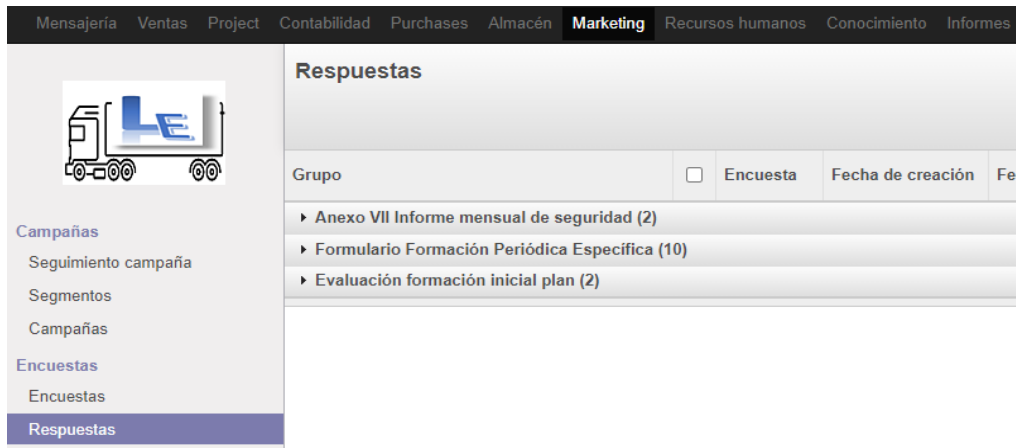 Mensajería Ventas Project Contabilidad Purchases Almacén Marketing Recursos humanos Conocimiento Informes
Respuestas
LE
Grupo Encuesta Fecha de creación Fe
Anexo VII Informe mensual de seguridad (2)
Formulario Formación Periódica Específica (10)
Evaluación formación inicial plan (2)
Campañas
Seguimiento campaña
Segmentos
Campañas
Encuestas
Encuestas
Respuestas